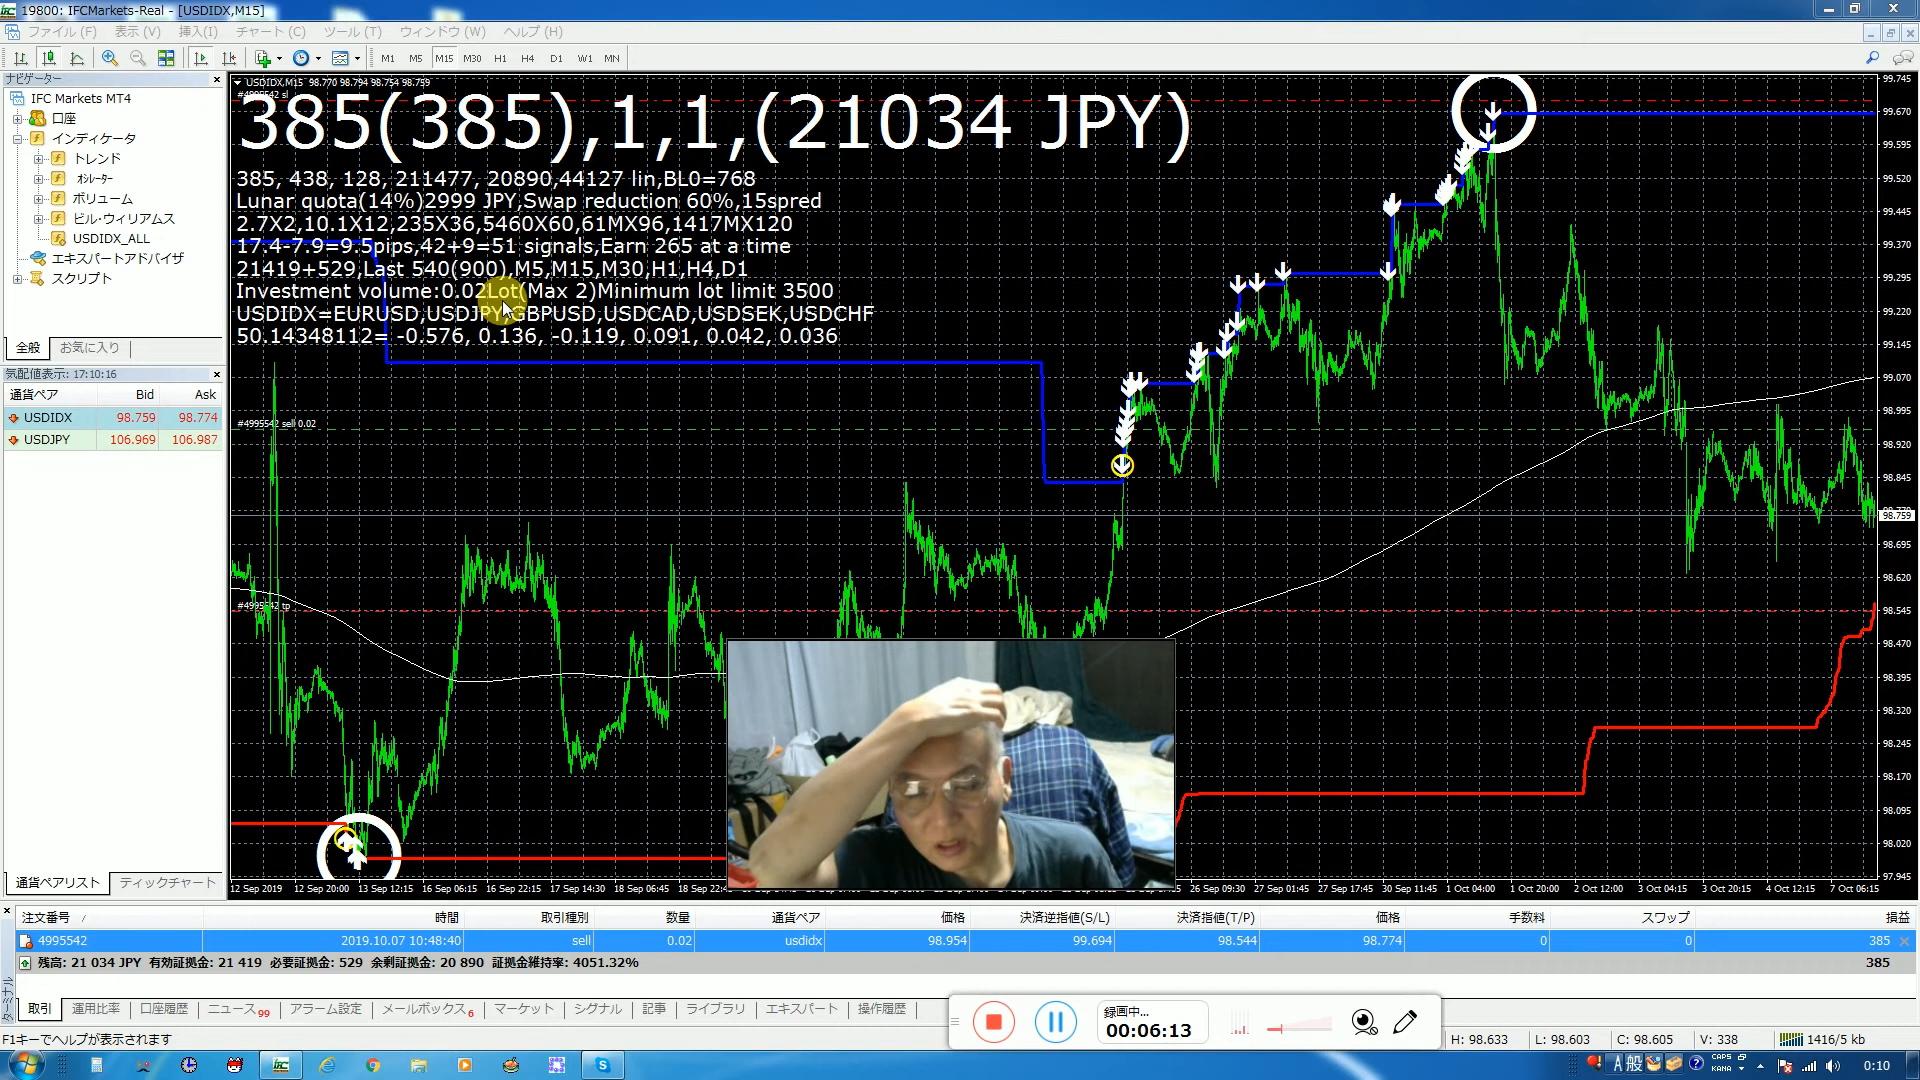 19800: IFCMarkets-Real - [USDIDX,M15]
ファイル (F) 表示 (V) 挿入(I) チャート (C) ツール (T) ウィンドウ (W) ヘルプ (H)
M1 M5 M15 M30 H1 H4 D1 W1 MN
ナビゲーター
IFC Markets MT4
口座
インディケータ
トレンド
オシレーター
ボリューム
ビル・ウィリアムス
USDIDX_ALL
エキスパートアドバイザ
スクリプト
全般 お気に入り
気配値表示: 17:10:16
通貨ペア Bid Ask
USDIDX 98.759 98.774
USDJPY 106.969 106.987
通貨ペアリスト ティックチャート
USDIDX,M15 98.770 98.794 98.754 98.759
#4995542 sl
385(385),1,1,(21034 JPY)
385, 438, 128, 211477, 20890,44127 lin,BL0=768
Lunar quota(14%)2999 JPY,Swap reduction 60%,15spred
2.7X2,10.1X12,235X36,5460X60,61MX96,1417MX120
17.4-7.9=9.5pips,42+9=51 signals,Earn 265 at a time
21419+529,Last 540(900),M5,M15,M30,H1,H4,D1
Investment volume:0.02Lot(Max 2)Minimum lot limit 3500
USDIDX=EURUSD,USDJPY,GBPUSD,USDCAD,USDSEK,USDCHF
50.14348112= -0.576, 0.136, -0.119, 0.091, 0.042, 0.036
#4995542 sell 0.02
#4995542 tp
99.745
99.670
99.595
99.520
99.445
99.370
99.295
99.220
99.145
99.070
98.995
98.920
98.845
98.759
98.695
98.620
98.545
98.470
98.395
98.320
98.245
98.170
98.095
98.020
97.945
12 Sep 2019 12 Sep 20:00 13 Sep 12:15 16 Sep 06:15 16 Sep 22:15 17 Sep 14:30 18 Sep 06:45 18 Sep 22:4 26 Sep 09:30 27 Sep 01:45 27 Sep 17:45 30 Sep 11:45 1 Oct 04:00 1 Oct 20:00 2 Oct 12:00 3 Oct 04:15 3 Oct 20:15 4 Oct 12:15 7 Oct 06:15
注文番号 / 時間 取引種別 数量 通貨ペア 価格 決済逆指値(S/L) 決済指値(T/P) 価格 手数料 スワップ 損益
4995542 2019.10.07 10:48:40 sell 0.02 usdidx 98.954 99.694 98.544 98.774 0 0 385
残高: 21 034 JPY 有効証拠金: 21 419 必要証拠金: 529 余剰証拠金: 20 890 証拠金維持率: 4051.32% 385
ターミナル
取引 運用比率 口座履歴 ニュース99 アラーム設定 メールボックス6 マーケット シグナル 記事 ライブラリ エキスパート 操作履歴
録画中...
00:06:13
F1キーでヘルプが表示されます H: 98.633 L: 98.603 C: 98.605 V: 338 1416/5 kb
A 般 CAPS KANA 0:10